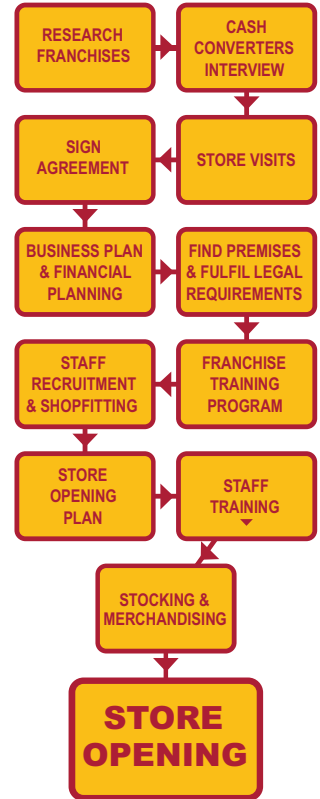 RESEARCH
FRANCHISES
CASH
CONVERTERS
INTERVIEW
STORE VISITS
SIGN
AGREEMENT
BUSINESS PLAN
& FINANCIAL
PLANNING
FIND PREMISES
& FULFIL LEGAL
REQUIREMENTS
FRANCHISE
TRAINING
PROGRAM
STAFF
RECRUITMENT
& SHOPFITTING
STORE
OPENING
PLAN
STAFF
TRAINING
STOCKING &
MERCHANDISING
STORE
OPENING